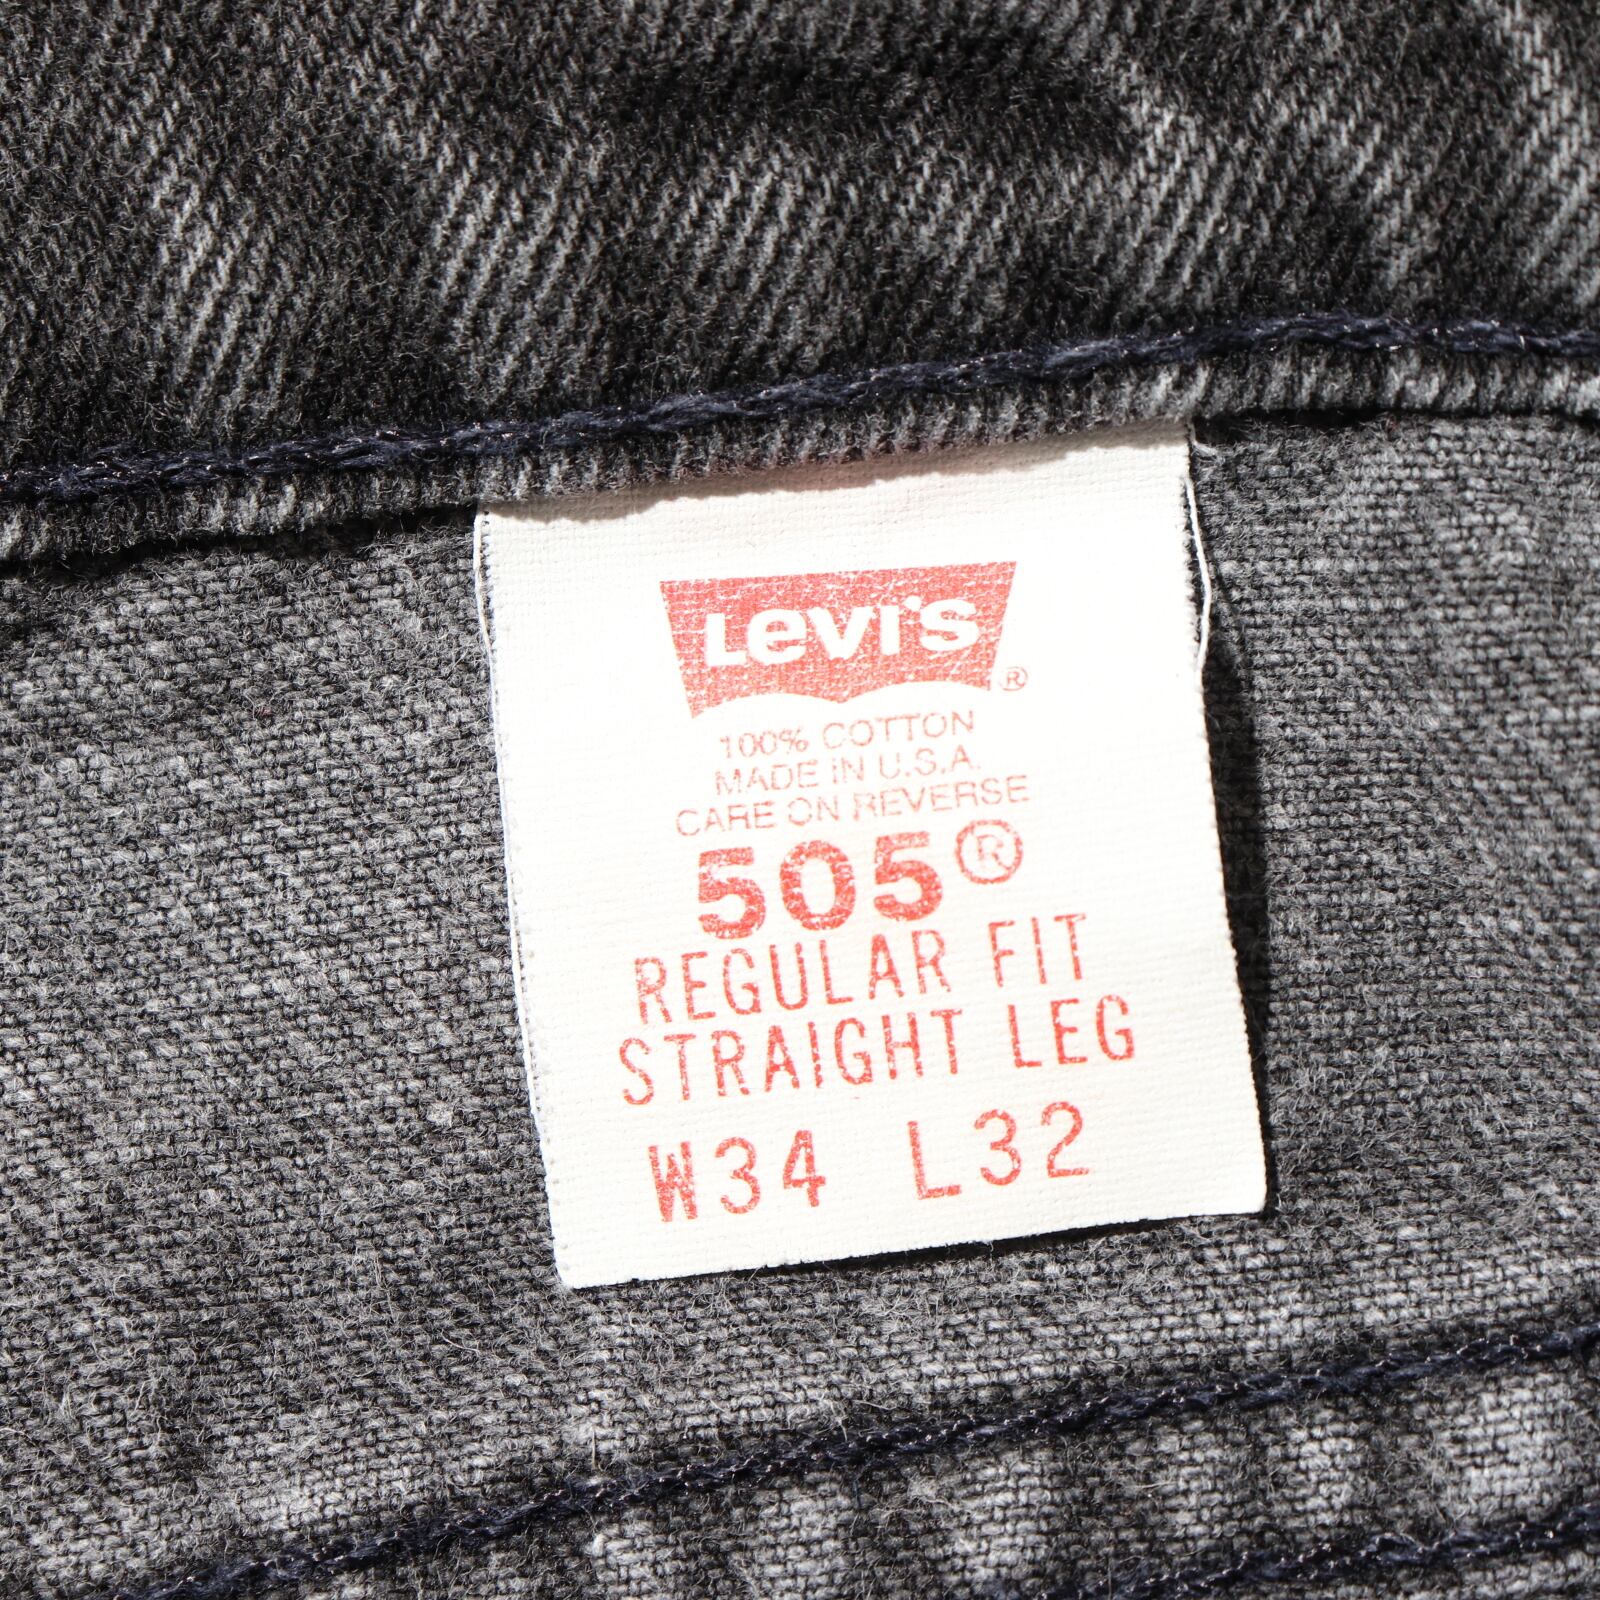 LEVI'S ®
100% COTTON
MADE IN U.S.A.
CARE ON REVERSE
505®
REGULAR FIT
STRAIGHT LEG
W34 L32